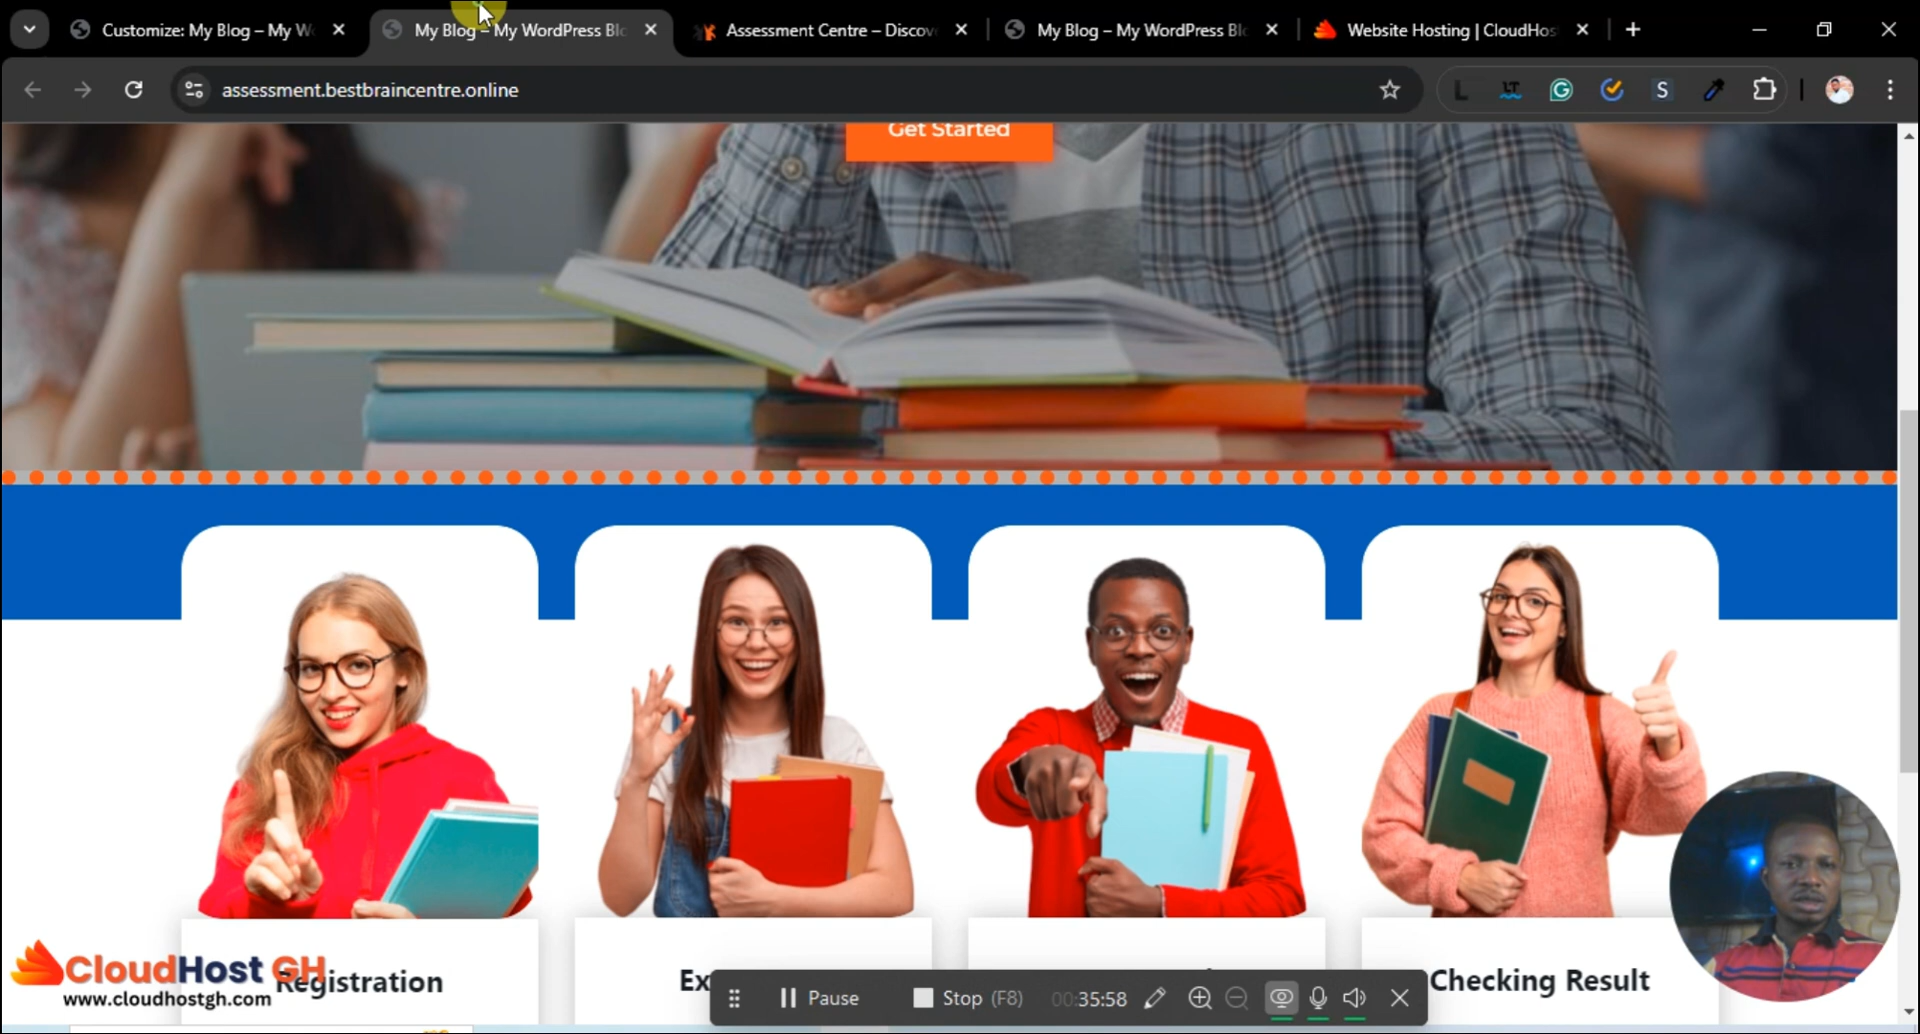 Customize: My Blog – My W
My Blog – My WordPress Blo
Assessment Centre – Discov
My Blog – My WordPress Blo
Website Hosting | CloudHos
assessment.bestbraincentre.online
Get Started
Registration
Ex
Checking Result
CloudHost GH
www.cloudhostgh.com
Pause
Stop (F8)
00:35:58